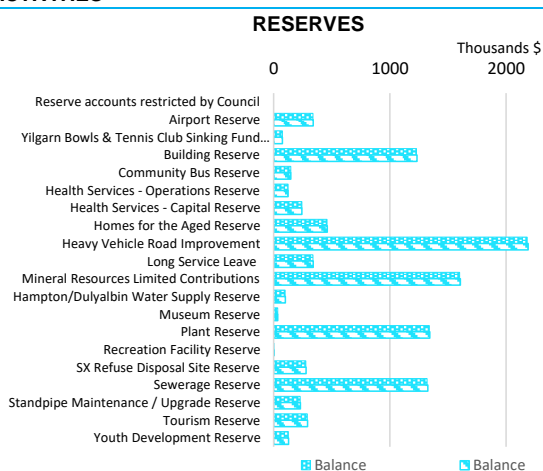 RESERVES
Thousands $
0 1000 2000
Reserve accounts restricted by Council
Airport Reserve
Yilgarn Bowls & Tennis Club Sinking Fund...
Building Reserve
Community Bus Reserve
Health Services - Operations Reserve
Health Services - Capital Reserve
Homes for the Aged Reserve
Heavy Vehicle Road Improvement
Long Service Leave
Mineral Resources Limited Contributions
Hampton/Dulyalbin Water Supply Reserve
Museum Reserve
Plant Reserve
Recreation Facility Reserve
SX Refuse Disposal Site Reserve
Sewerage Reserve
Standpipe Maintenance / Upgrade Reserve
Tourism Reserve
Youth Development Reserve
Balance Balance